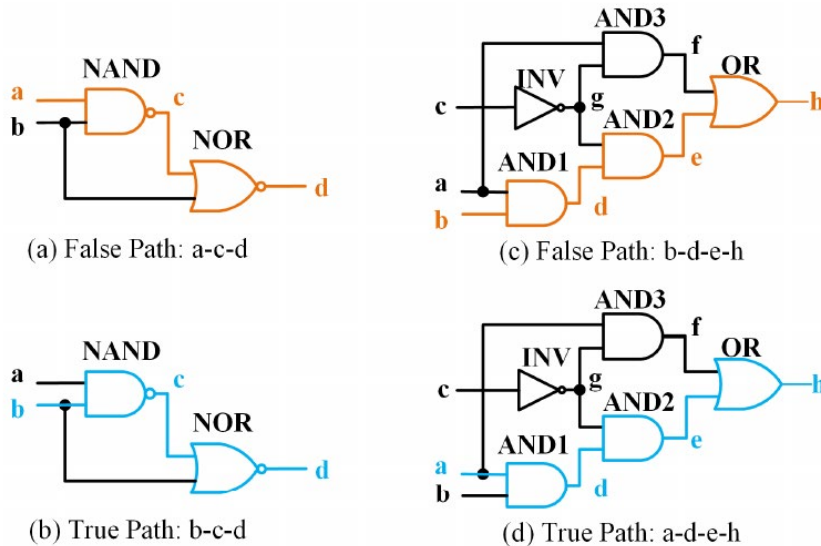 NAND
a
c
b
NOR
d
(a) False Path: a-c-d
AND3
f
OR
INV
c
g
AND2
h
AND1
e
a
b
d
(c) False Path: b-d-e-h
NAND
a
c
b
NOR
d
(b) True Path: b-c-d
AND3
f
OR
INV
c
g
AND2
h
AND1
e
a
b
d
(d) True Path: a-d-e-h